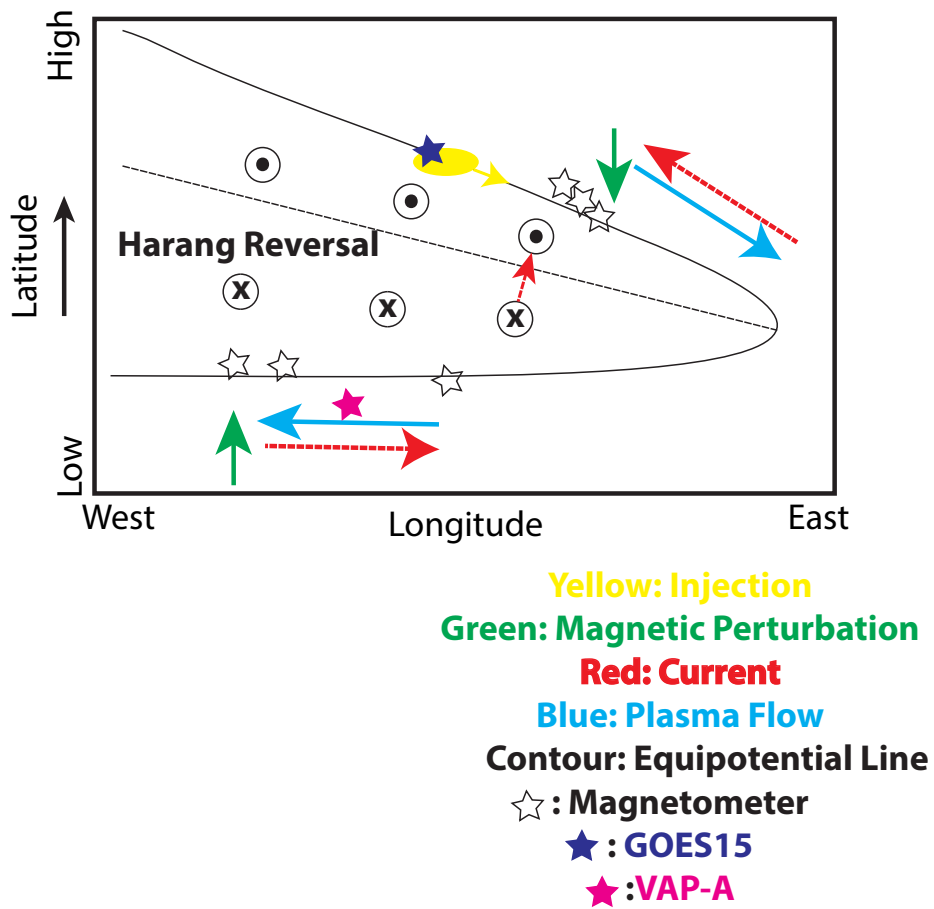 High
Latitude
Low
Harang Reversal
X
X
X
West
Longitude
East
Yellow: Injection
Green: Magnetic Perturbation
Red: Current
Blue: Plasma Flow
Contour: Equipotential Line
: Magnetometer
: GOES15
:VAP-A